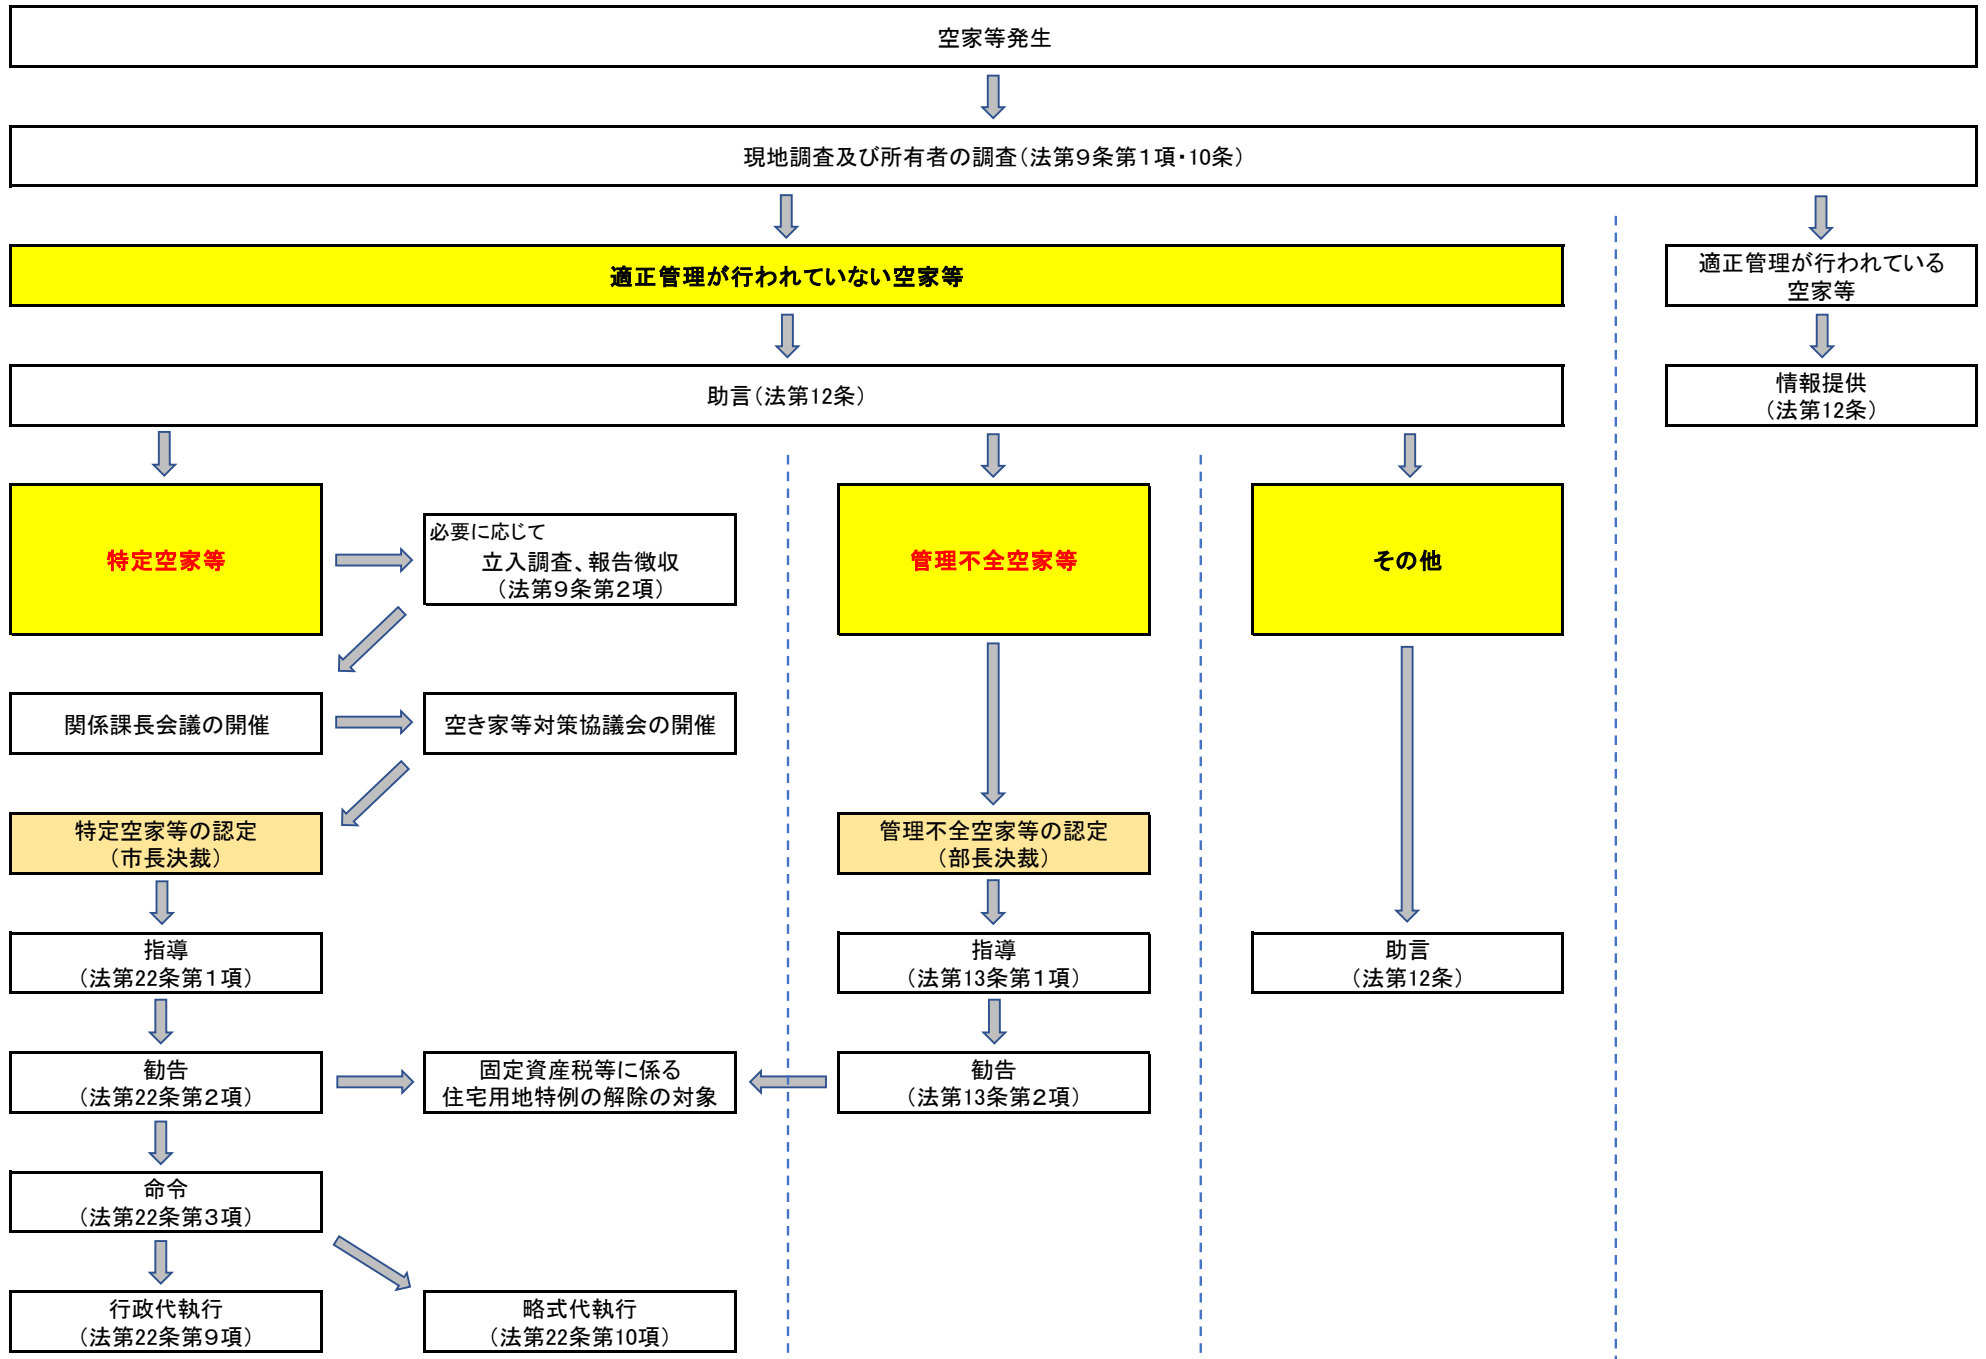 空家等発生
現地調査及び所有者の調査（法第９条第１項・10条）
適正管理が行われていない空家等
適正管理が行われている
空家等
助言（法第12条）
情報提供
（法第12条）
特定空家等
必要に応じて
立入調査、報告徴収
（法第９条第２項）
管理不全空家等
その他
関係課長会議の開催
空き家等対策協議会の開催
特定空家等の認定
（市長決裁）
管理不全空家等の認定
（部長決裁）
指導
（法第22条第１項）
指導
（法第13条第１項）
助言
（法第12条）
勧告
（法第22条第２項）
固定資産税等に係る
住宅用地特例の解除の対象
勧告
（法第13条第２項）
命令
（法第22条第３項）
行政代執行
（法第22条第９項）
略式代執行
（法第22条第10項）